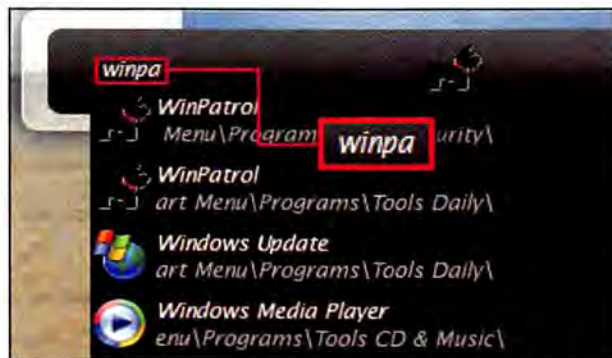 winpa
WinPatrol
Menu\Program winpa urity\
WinPatrol
art Menu\Programs\Tools Daily\
Windows Update
art Menu\Programs\Tools Daily\
Windows Media Player
enu\Programs\Tools CD & Music\